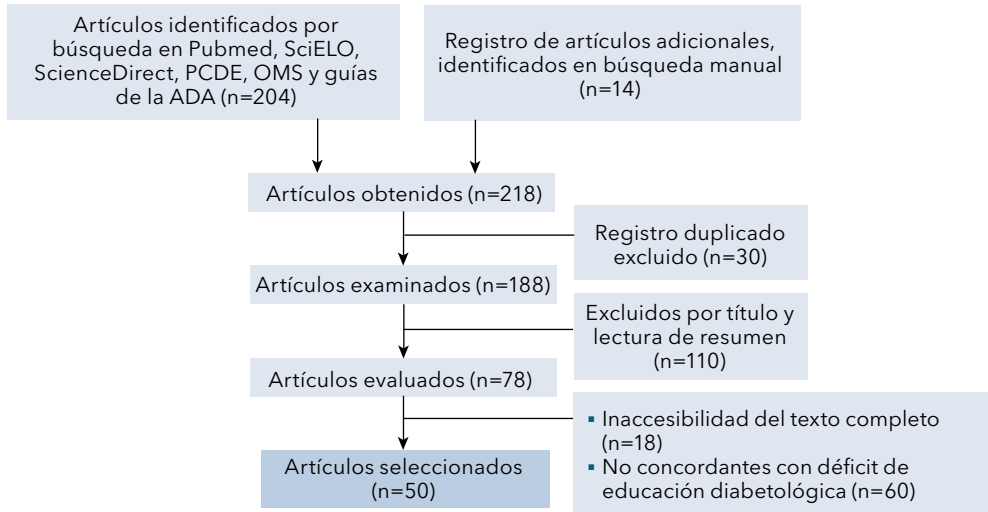 Artículos identificados por
búsqueda en Pubmed, SciELO,
ScienceDirect, PCDE, OMS y guías
de la ADA (n=204)
Registro de artículos adicionales,
identificados en búsqueda manual
(n=14)
Artículos obtenidos (n=218)
Registro duplicado
excluido (n=30)
Artículos examinados (n=188)
Excluidos por título y
lectura de resumen
(n=110)
Artículos evaluados (n=78)
▪ Inaccesibilidad del texto completo
(n=18)
▪ No concordantes con déficit de
educación diabetológica (n=60)
Artículos seleccionados
(n=50)